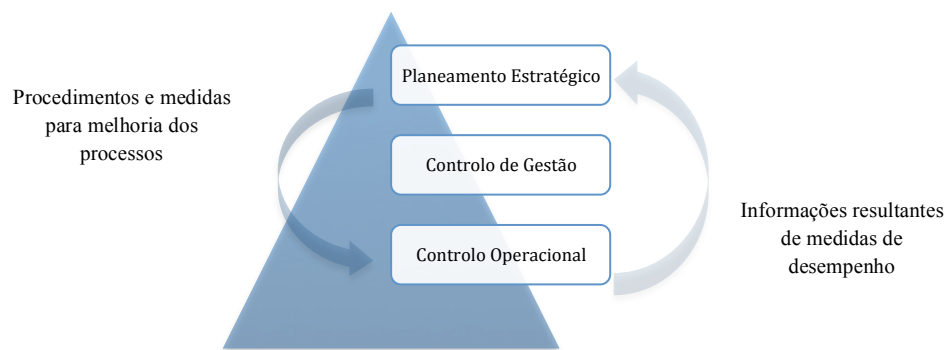 Procedimentos e medidas
para melhoria dos
processos
Planeamento Estratégico
Controlo de Gestão
Controlo Operacional
Informações resultantes
de medidas de
desempenho